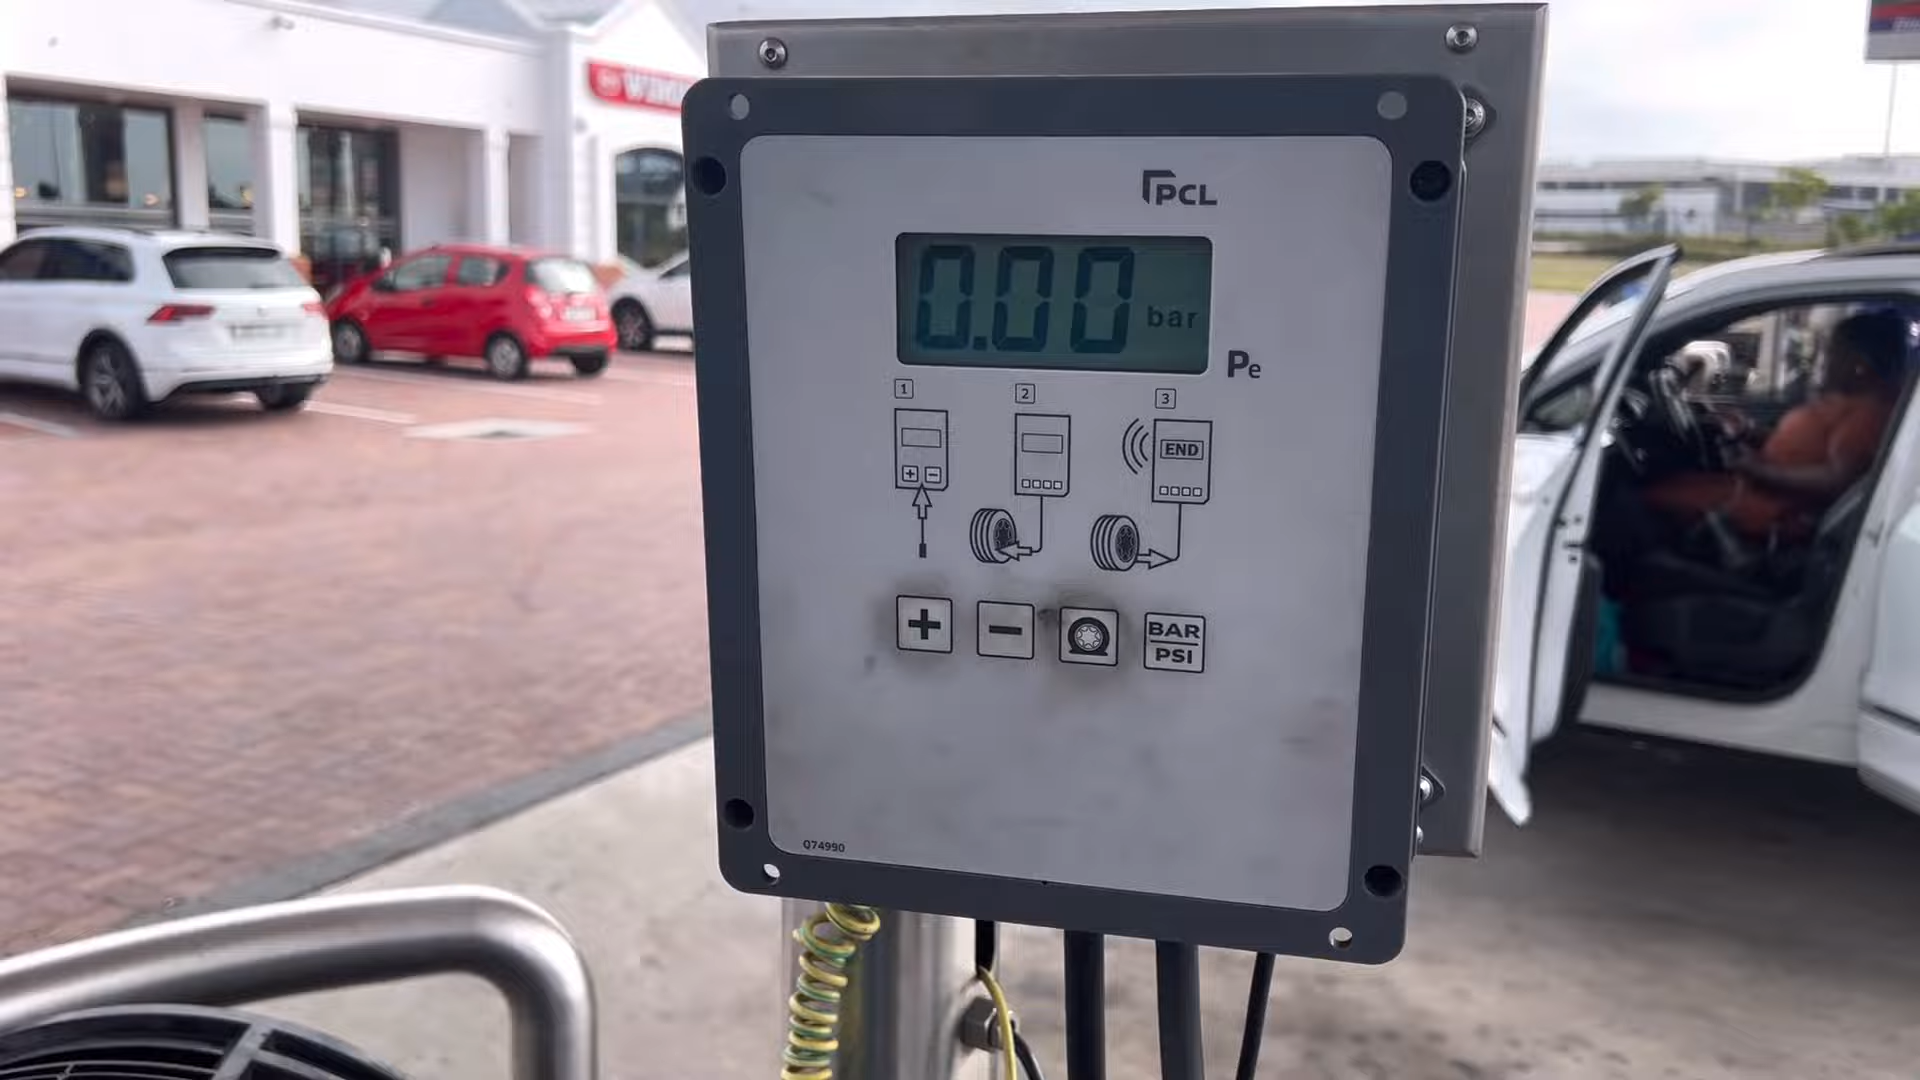 PCL
0.00 bar
Pe
1 2 3
END
+ -
+ - BAR
PSI
Q74990